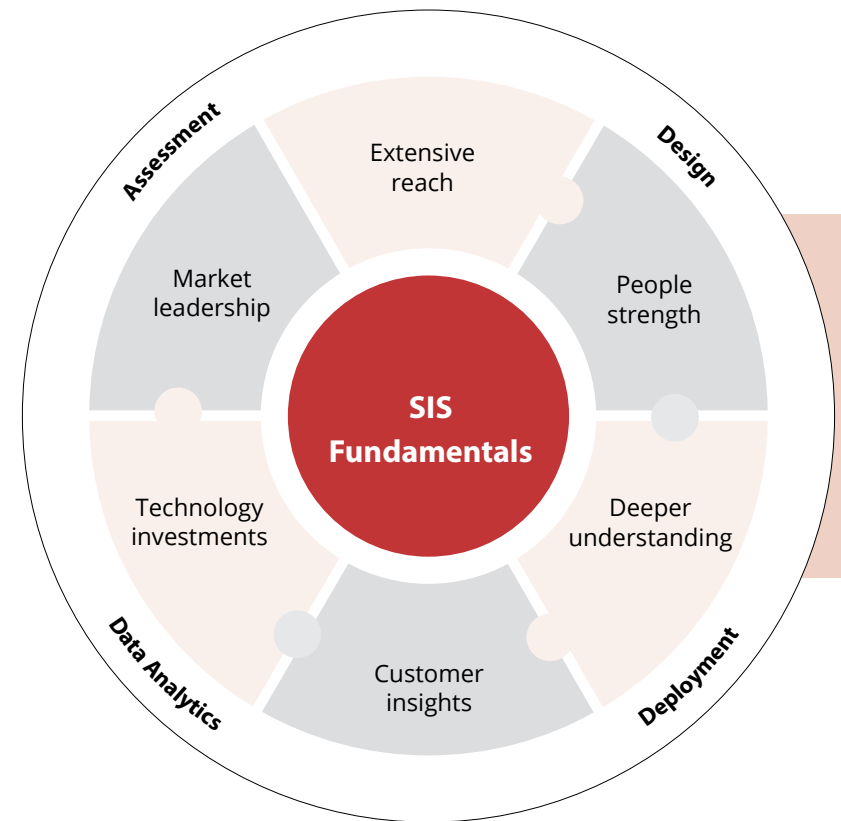 Assessment
Design
Extensive
reach
People
strength
Deeper
understanding
Customer
insights
Technology
investments
Market
leadership
SIS
Fundamentals
Data Analytics
Deployment